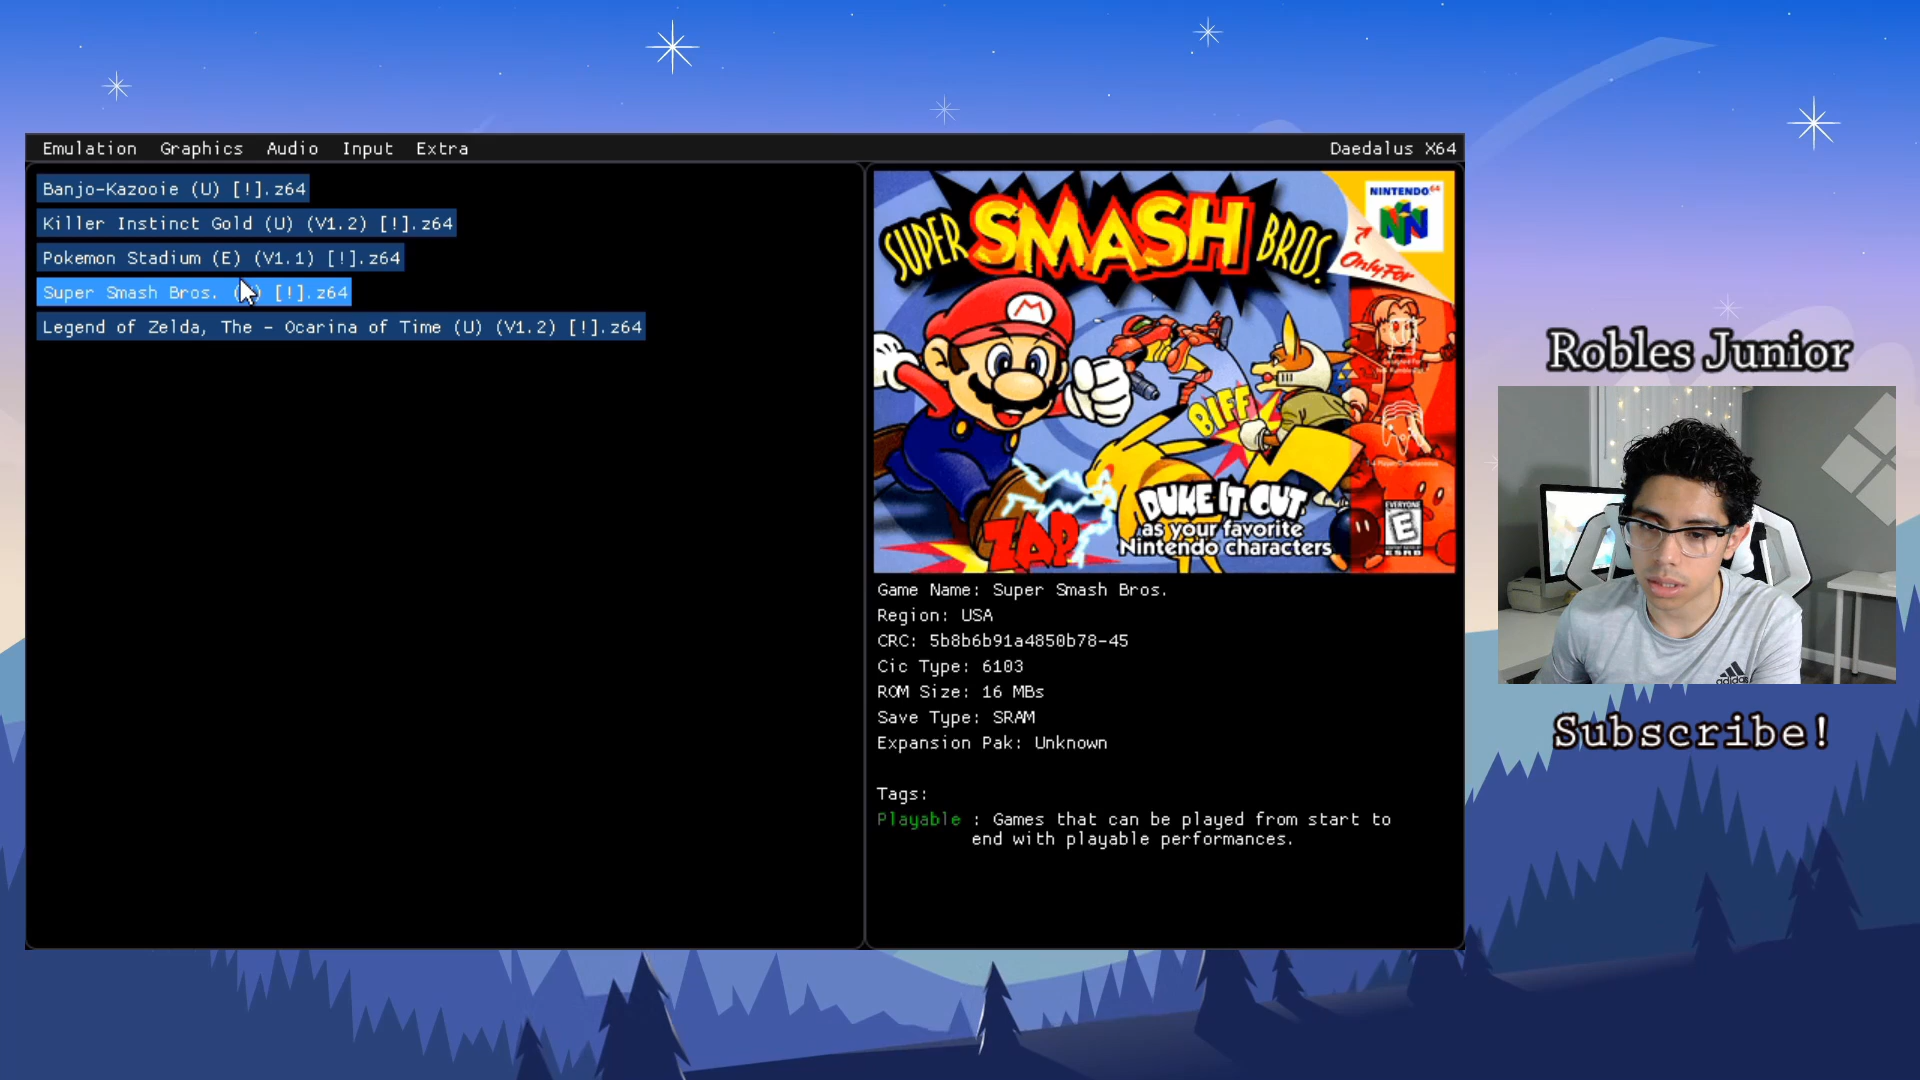 Emulation Graphics Audio Input Extra Daedalus X64
Banjo-Kazooie (U) [!].z64
Killer Instinct Gold (U) (V1.2) [!].z64
Pokemon Stadium (E) (V1.1) [!].z64
Super Smash Bros. [!].z64
Legend of Zelda, The - Ocarina of Time (U) (V1.2) [!].z64
SUPER SMASH BROS.
NINTENDO 64
Only For
BIFF
ZAP
DUKE IT OUT
as your favorite
Nintendo characters
EVERYONE
E
ESRB
Game Name: Super Smash Bros.
Region: USA
CRC: 5b8b6b91a4850b78-45
Cic Type: 6103
ROM Size: 16 MBs
Save Type: SRAM
Expansion Pak: Unknown
Tags:
Playable : Games that can be played from start to
end with playable performances.
Robles Junior
adidas
Subscribe!